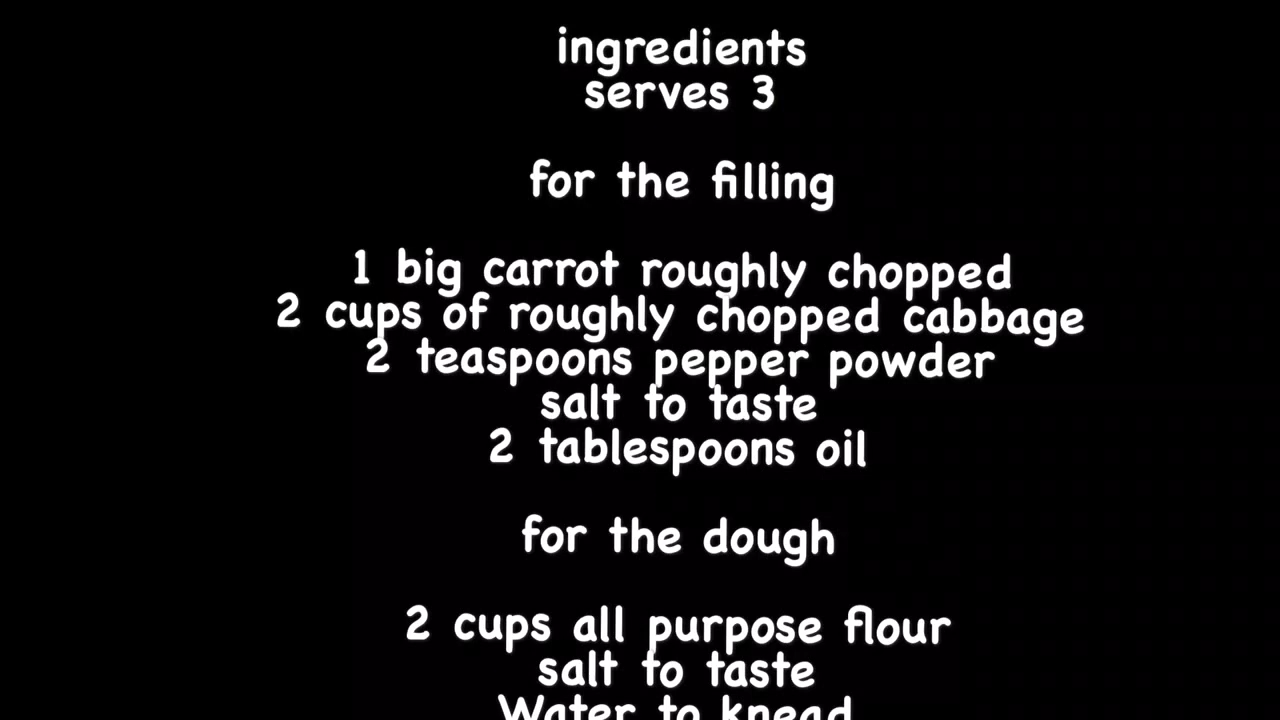 ingredients
serves 3
for the filling
1 big carrot roughly chopped
2 cups of roughly chopped cabbage
2 teaspoons pepper powder
salt to taste
2 tablespoons oil
for the dough
2 cups all purpose flour
salt to taste
Water to knead